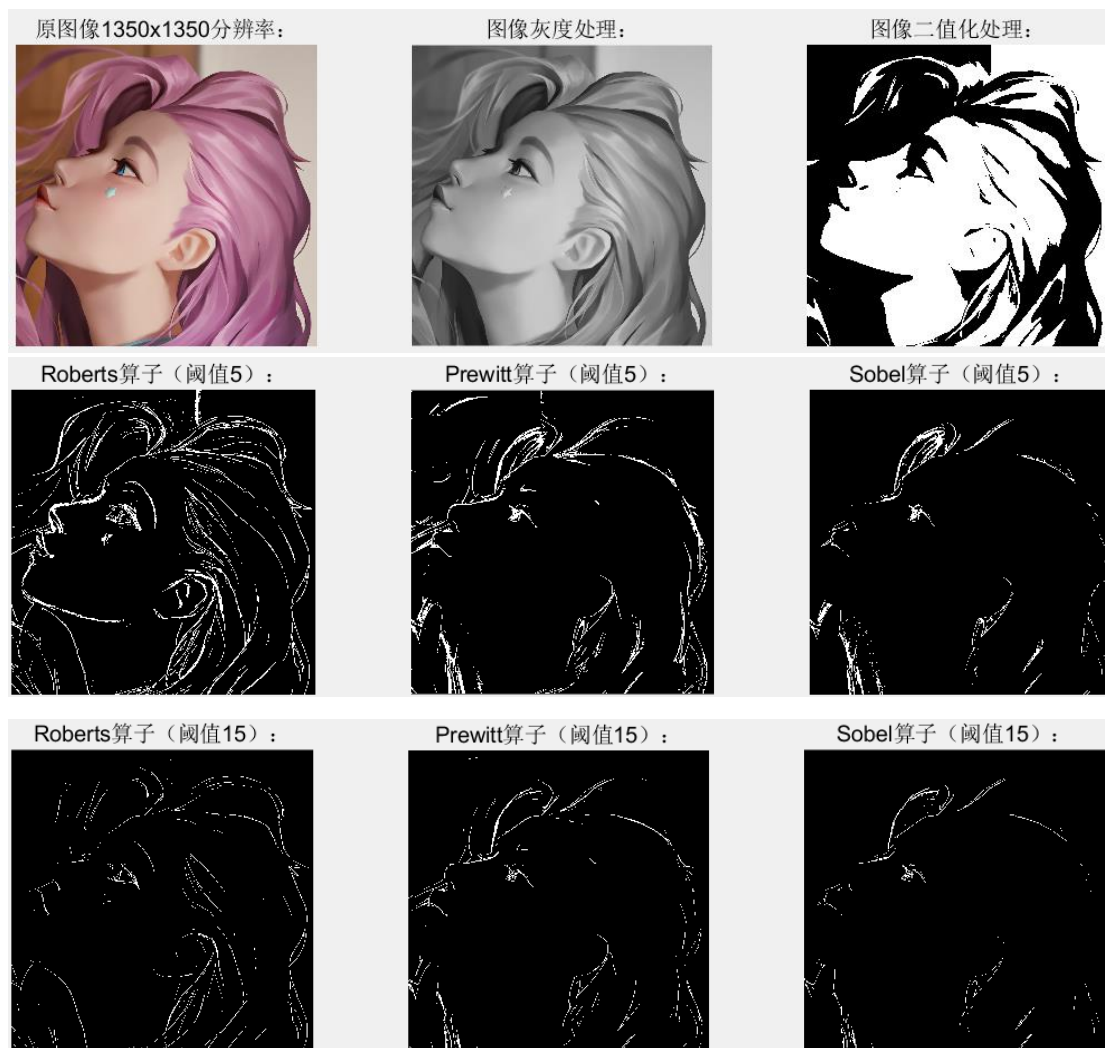 原图像1350x1350分辨率：
图像灰度处理：
图像二值化处理：
Roberts算子（阈值5）：
Prewitt算子（阈值5）：
Sobel算子（阈值5）：
Roberts算子（阈值15）：
Prewitt算子（阈值15）：
Sobel算子（阈值15）：